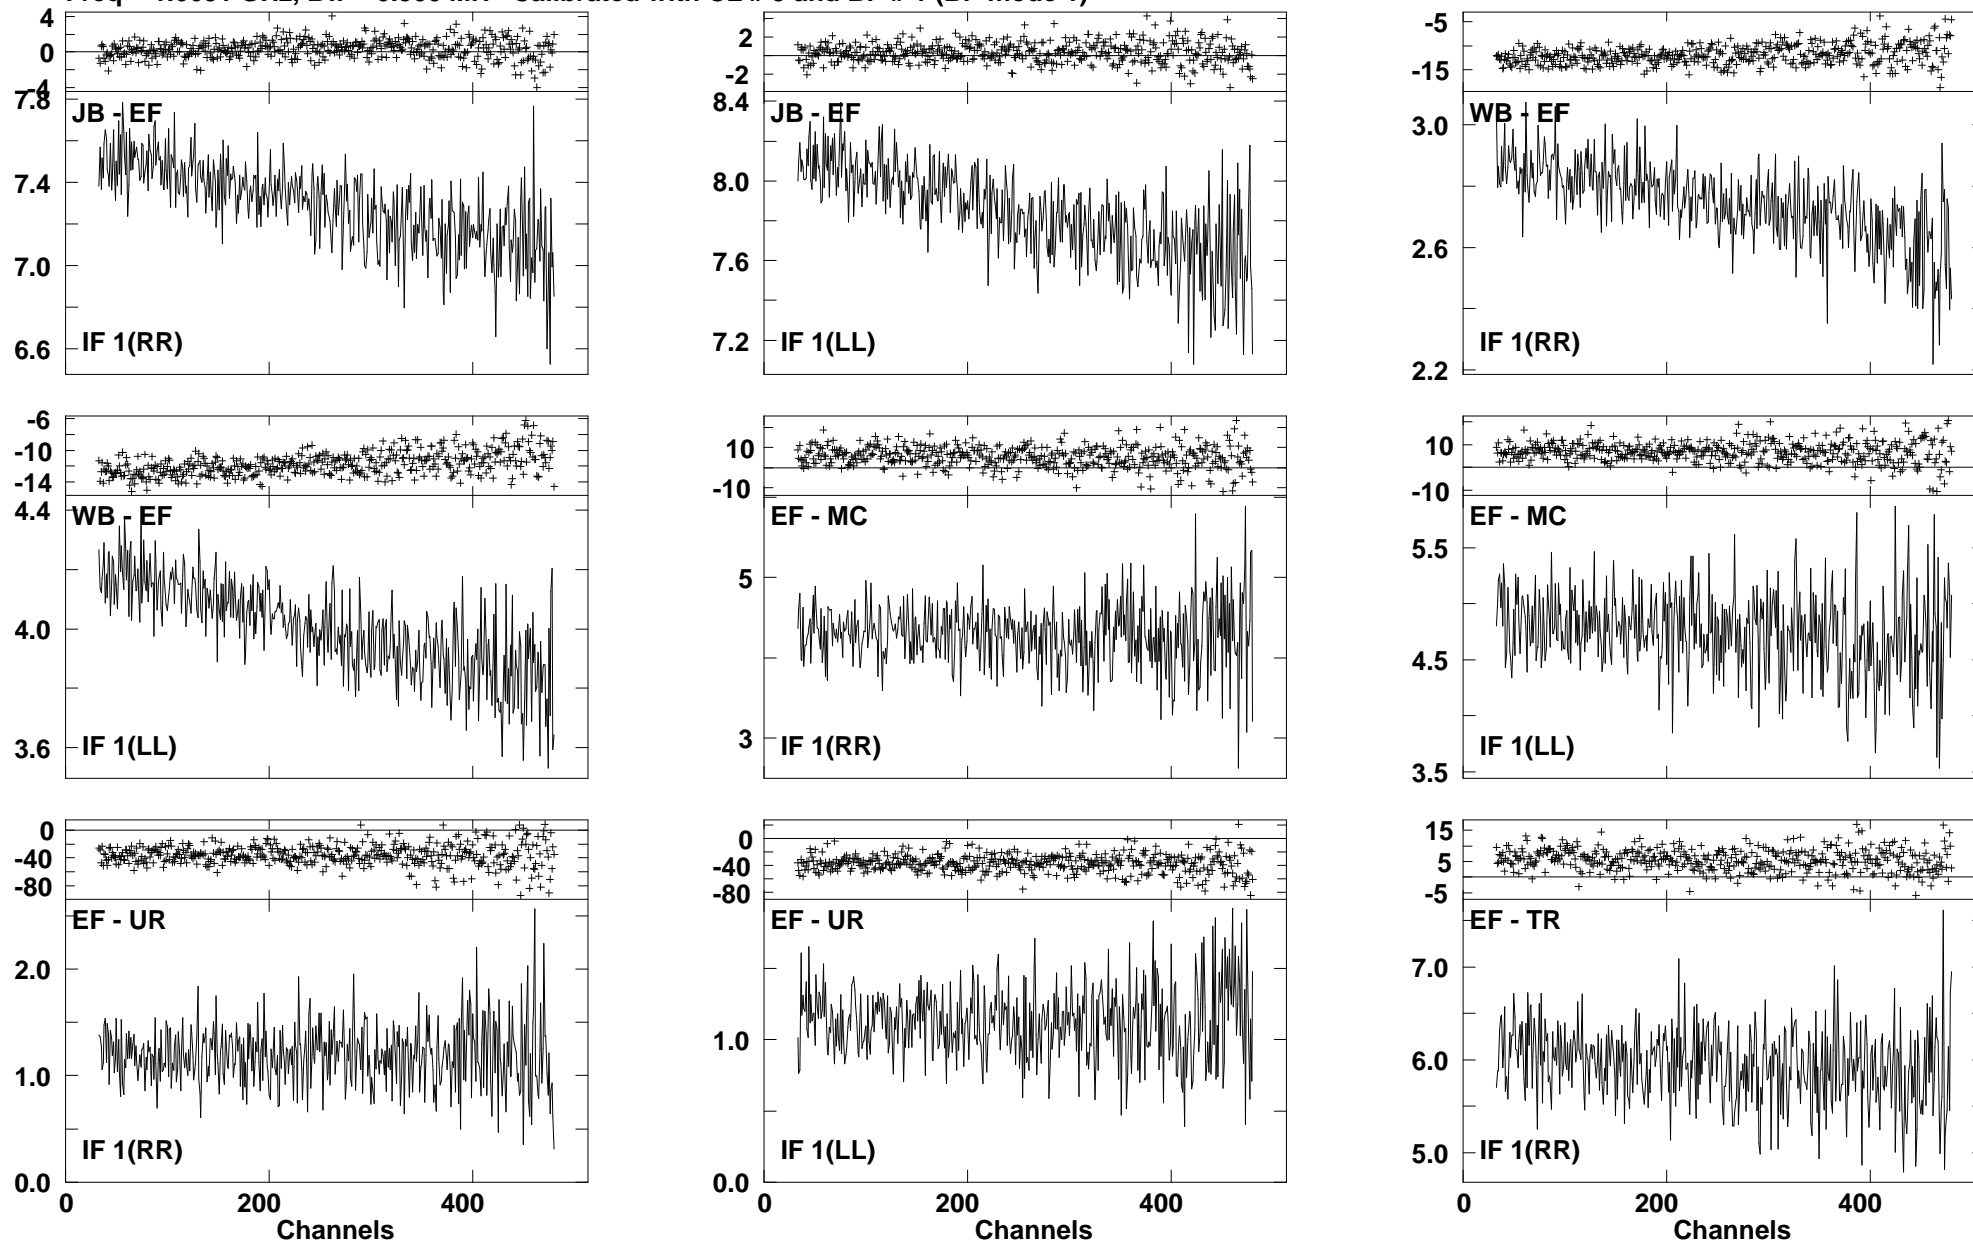 4 2 -5
0
-2 -15
4
7.8 8.4 3.0
JB - EF JB - EF WB - EF
7.4 8.0
7.0 7.6 2.6
6.6 7.2 2.2
IF 1(RR) IF 1(LL) IF 1(RR)
-6
-10 10 10
-14 -10 -10
4.4
WB - EF EF - MC EF - MC
5 5.5
4.0 4.5
3.6 3 3.5
IF 1(LL) IF 1(RR) IF 1(LL)
0 0 15
-40 -40 5
-80 -80 -5
EF - UR EF - UR EF - TR
2.0 7.0
1.0 1.0 6.0
5.0
IF 1(RR) IF 1(LL) IF 1(RR)
0.0 0.0
0 200 400 0 200 400 0 200 400
Channels Channels Channels